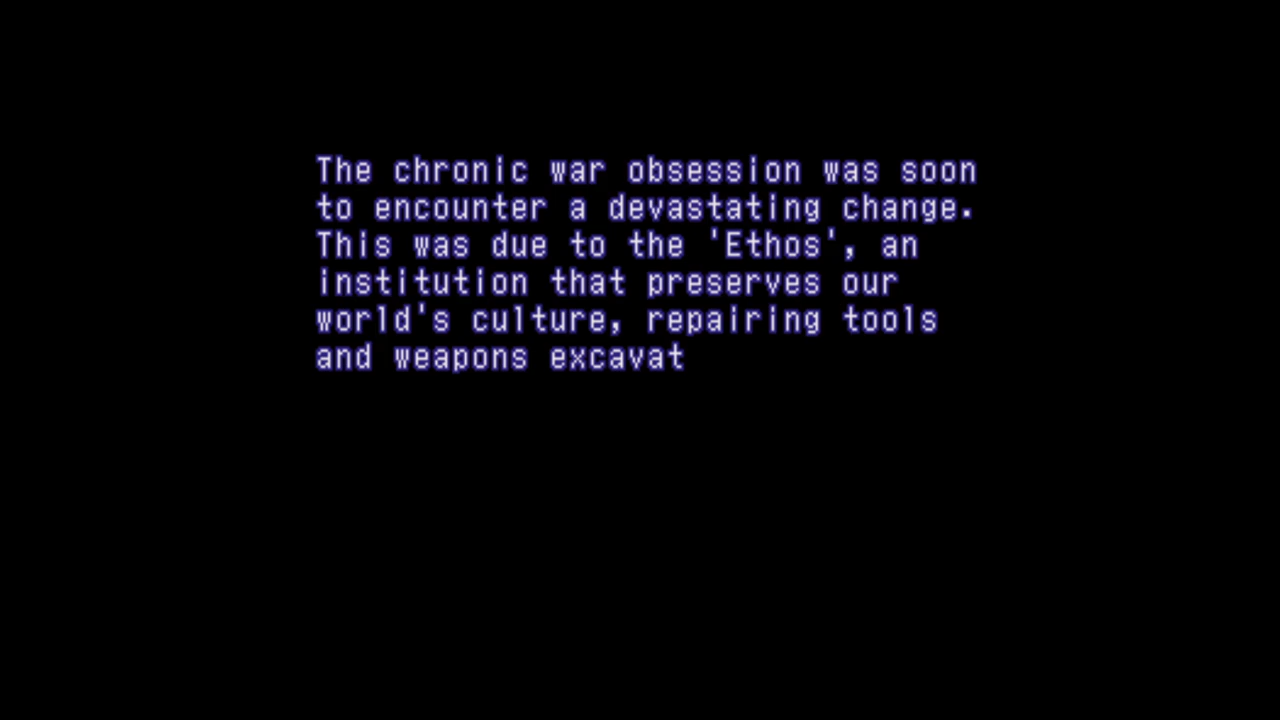 The chronic war obsession was soon
to encounter a devastating change.
This was due to the 'Ethos', an
institution that preserves our
world's culture, repairing tools
and weapons excavat